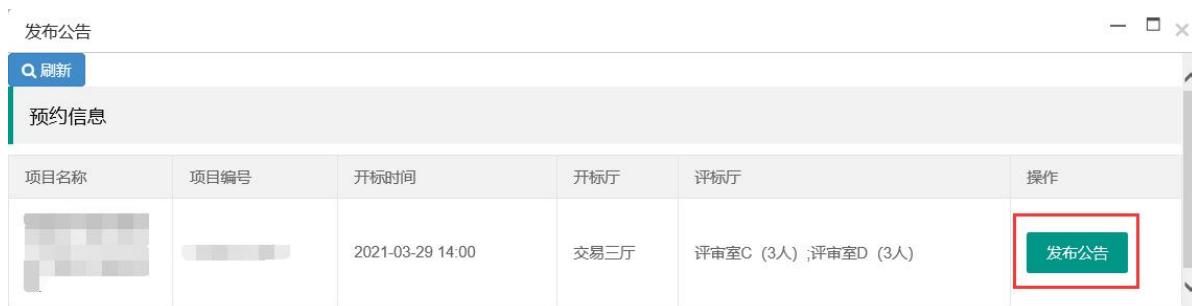 发布公告
刷新
预约信息
项目名称 项目编号 开标时间 开标厅 评标厅 操作
2021-03-29 14:00 交易三厅 评审室C (3人) ;评审室D (3人) 发布公告